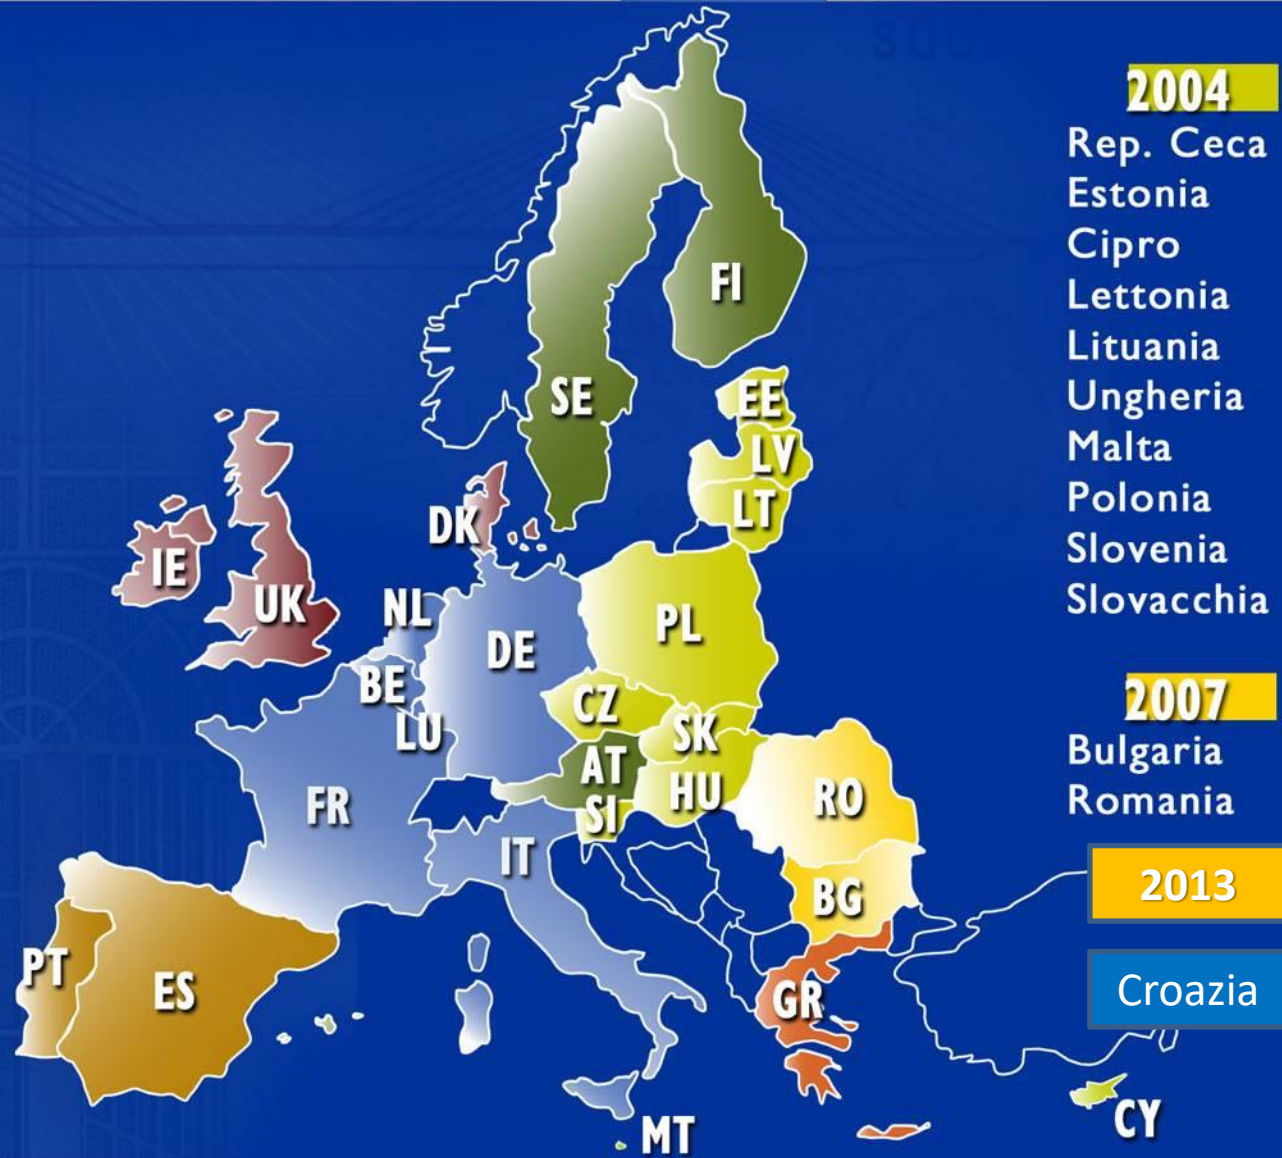 2004
Rep. Ceca
Estonia
Cipro
Lettonia
Lituania
Ungheria
Malta
Polonia
Slovenia
Slovacchia
2007
Bulgaria
Romania
2013
Croazia
FI
SE
EE
LV
LT
DK
IE
UK
NL
DE
PL
BE
LU
CZ
SK
AT
HU
SI
FR
IT
RO
BG
PT
ES
GR
MT
CY